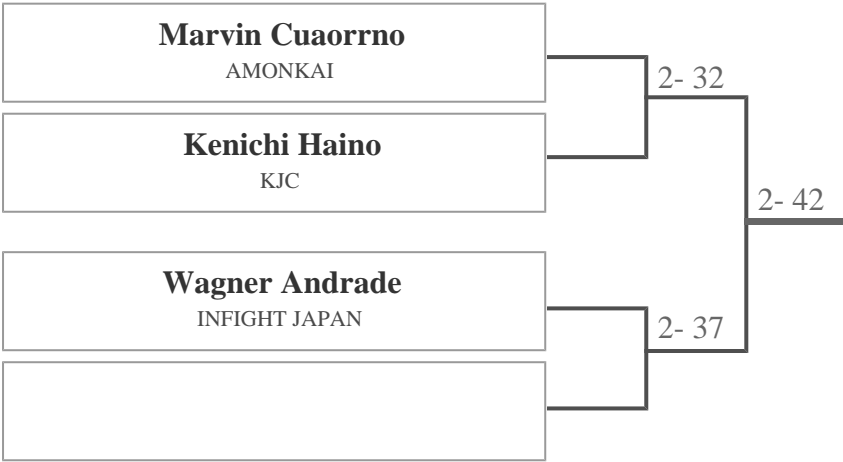 Marvin Cuaorrno
AMONKAI
2- 32
Kenichi Haino
KJC
2- 42
Wagner Andrade
INFIGHT JAPAN
2- 37